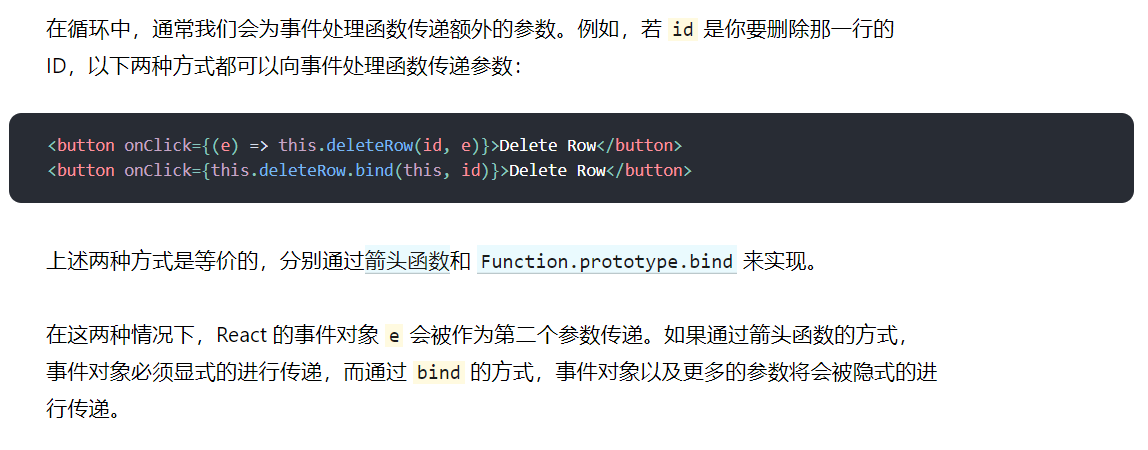 在循环中，通常我们会为事件处理函数传递额外的参数。例如，若 id 是你要删除那一行的
ID，以下两种方式都可以向事件处理函数传递参数：
<button onClick={(e) => this.deleteRow(id, e)}>Delete Row</button>
<button onClick={this.deleteRow.bind(this, id)}>Delete Row</button>
上述两种方式是等价的，分别通过箭头函数和 Function.prototype.bind 来实现。
在这两种情况下，React 的事件对象 e 会被作为第二个参数传递。如果通过箭头函数的方式，
事件对象必须显式的进行传递，而通过 bind 的方式，事件对象以及更多的参数将会被隐式的进
行传递。